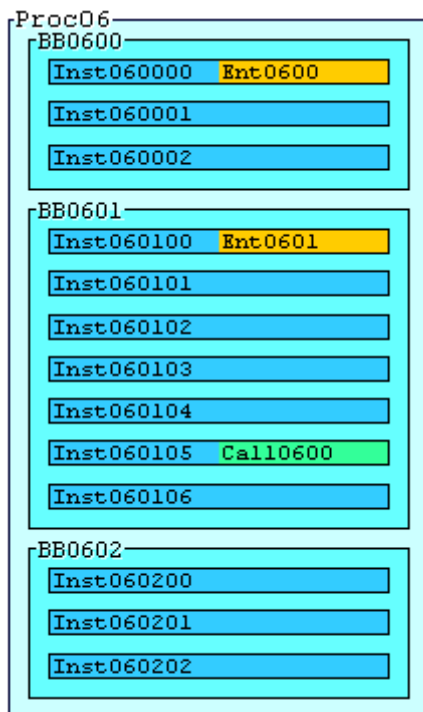 Proc06
BB0600
Inst060000 Ent0600
Inst060001
Inst060002
BB0601
Inst060100 Ent0601
Inst060101
Inst060102
Inst060103
Inst060104
Inst060105 Call0600
Inst060106
BB0602
Inst060200
Inst060201
Inst060202